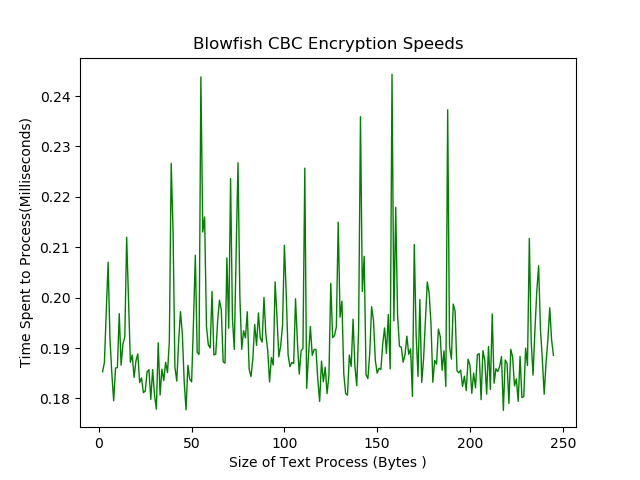 Blowfish CBC Encryption Speeds
0.24
0.23
0.22
0.21
0.20
0.19
0.18
Time Spent to Process(Milliseconds)
0 50 100 150 200 250
Size of Text Process (Bytes )